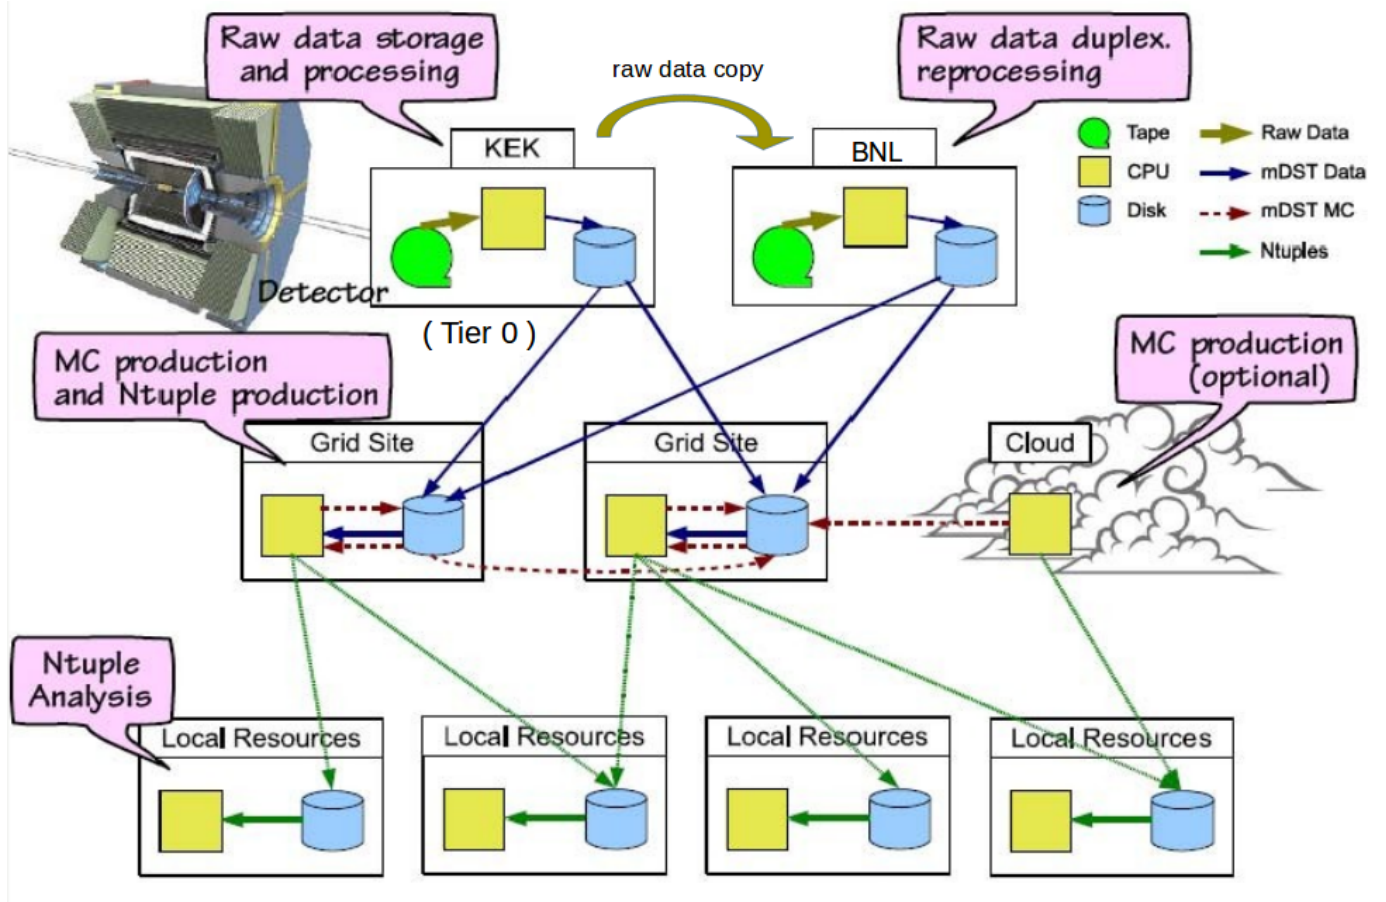 Raw data storage
and processing
raw data copy
Raw data duplex.
reprocessing
KEK
BNL
Tape
Raw Data
CPU
mDST Data
Disk
mDST MC
Ntuples
Detector
( Tier 0 )
MC production
and Ntuple production
MC production
(optional)
Grid Site
Grid Site
Cloud
Ntuple
Analysis
Local Resources
Local Resources
Local Resources
Local Resources